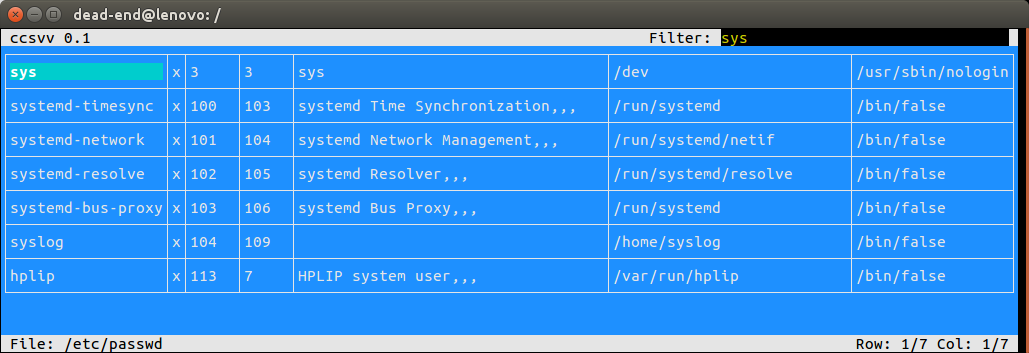 dead-end@lenovo: /
ccsvv 0.1 Filter: sys
sys x 3 3 sys /dev /usr/sbin/nologin
systemd-timesync x 100 103 systemd Time Synchronization,,, /run/systemd /bin/false
systemd-network x 101 104 systemd Network Management,,, /run/systemd/netif /bin/false
systemd-resolve x 102 105 systemd Resolver,,, /run/systemd/resolve /bin/false
systemd-bus-proxy x 103 106 systemd Bus Proxy,,, /run/systemd /bin/false
syslog x 104 109 /home/syslog /bin/false
hplip x 113 7 HPLIP system user,,, /var/run/hplip /bin/false
File: /etc/passwd Row: 1/7 Col: 1/7